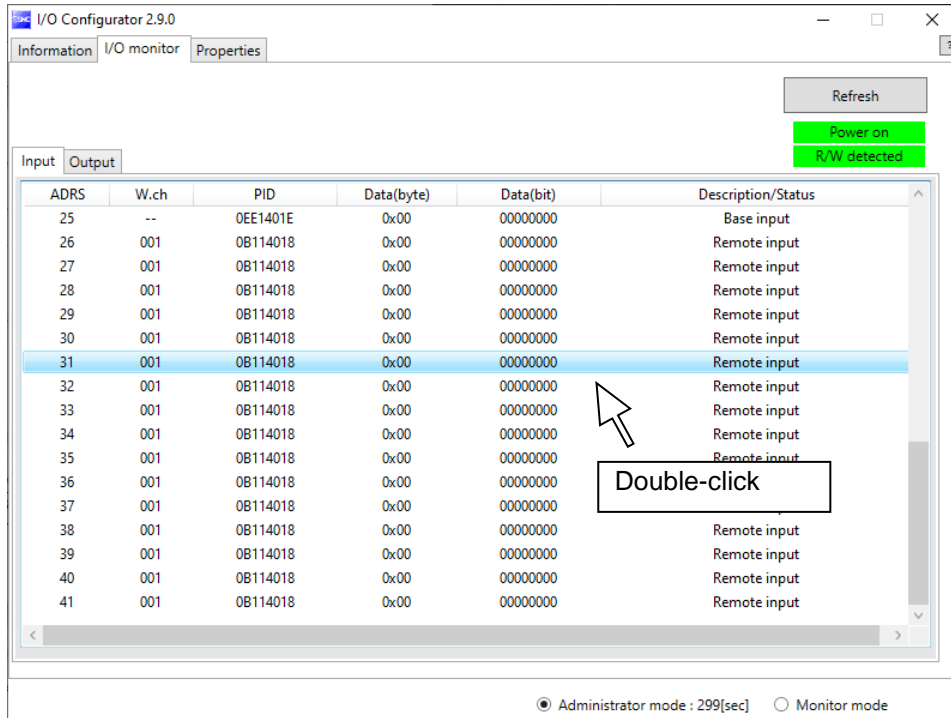 I/O Configurator 2.9.0
Information I/O monitor Properties ?
Refresh
Power on
R/W detected
Input Output
ADRS W.ch PID Data(byte) Data(bit) Description/Status
25 -- 0EE1401E 0x00 00000000 Base input
26 001 0B114018 0x00 00000000 Remote input
27 001 0B114018 0x00 00000000 Remote input
28 001 0B114018 0x00 00000000 Remote input
29 001 0B114018 0x00 00000000 Remote input
30 001 0B114018 0x00 00000000 Remote input
31 001 0B114018 0x00 00000000 Remote input
32 001 0B114018 0x00 00000000 Remote input
33 001 0B114018 0x00 00000000 Remote input
34 001 0B114018 0x00 00000000 Remote input
35 001 0B114018 0x00 00000000 Remote input
36 001 0B114018 0x00 00000000
Double-click
37 001 0B114018 0x00 00000000
38 001 0B114018 0x00 00000000 Remote input
39 001 0B114018 0x00 00000000 Remote input
40 001 0B114018 0x00 00000000 Remote input
41 001 0B114018 0x00 00000000 Remote input
Administrator mode : 299[sec] Monitor mode